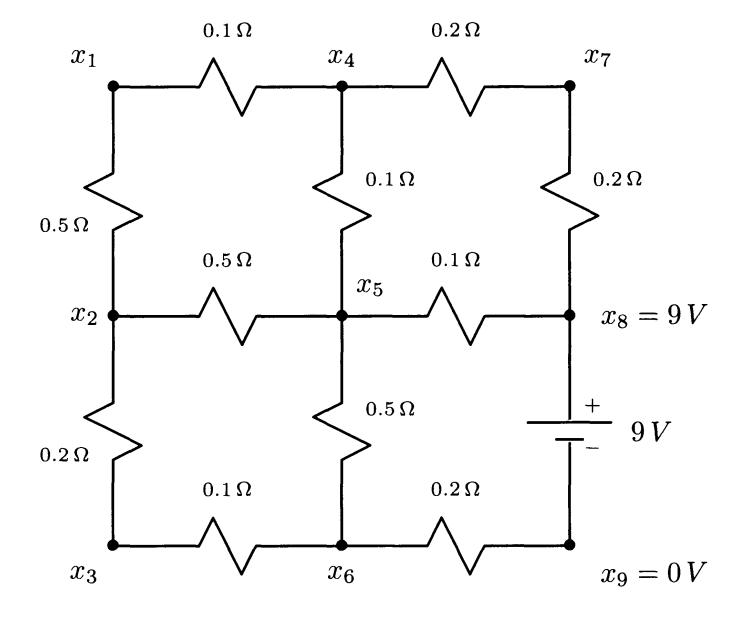 0.1 Ω 0.2 Ω
x₁ x₄ x₇
0.1 Ω 0.2 Ω
0.5 Ω
0.5 Ω 0.1 Ω
x₅
x₂ x₈ = 9 V
+
0.5 Ω
9 V
−
0.2 Ω
0.1 Ω 0.2 Ω
x₃ x₆ x₉ = 0 V